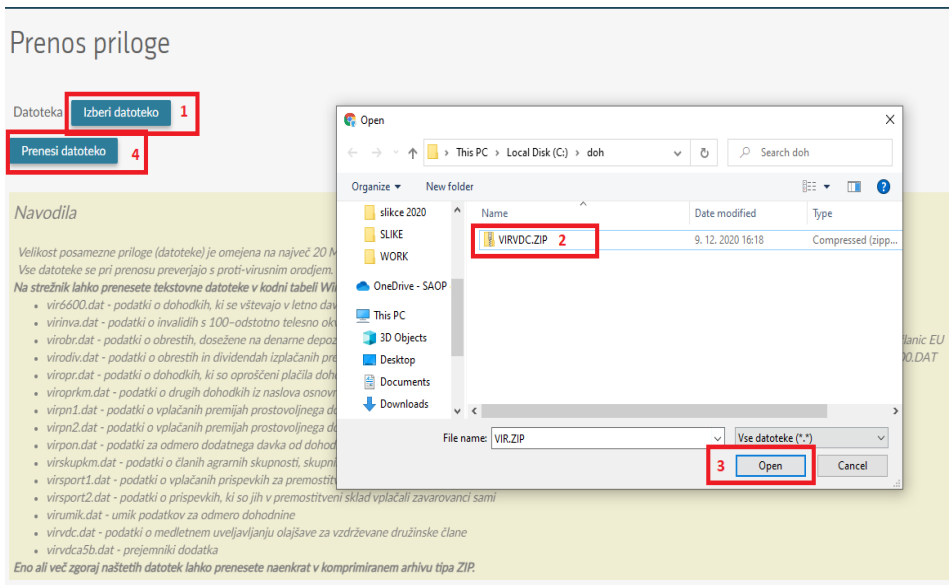 Prenos priloge
Datoteka Izberi datoteko 1
Prenesi datoteko 4
Open
This PC > Local Disk (C:) > doh
Search doh
Organize New folder
slikce 2020
SLIKE
WORK
OneDrive - SAOP
This PC
3D Objects
Desktop
Documents
Downloads
Name Date modified Type
VIRVDC.ZIP 2 9. 12. 2020 16:18 Compressed (zipp...
File name: VIR.ZIP Vse datoteke (*.*)
3 Open Cancel
Navodila
Velikost posamezne priloge (datoteke) je omejena na največ 20 M
Vse datoteke se pri prenosu preverjajo s proti-virusnim orodjem.
Na strežnik lahko prenesete tekstovne datoteke v kodni tabeli Wi
• vir6600.dat - podatki o dohodkih, ki se vštevajo v letno dav
• virinva.dat - podatki o invalidih s 100-odstotno telesno okv
• virobr.dat - podatki o obrestih, dosežene na denarne depoz lanic EU
• virodiv.dat - podatki o obrestih in dividendah izplačanih pre 00.DAT
• viropr.dat - podatki o dohodkih, ki so oproščeni plačila doh
• viroprkm.dat - podatki o drugih dohodkih iz naslova osnovn
• virpn1.dat - podatki o vplačanih premijah prostovoljnega d
• virpn2.dat - podatki o vplačanih premijah prostovoljnega d
• virpon.dat - podatki za odmero dodatnega davka od dohod
• virskupkm.dat - podatki o članih agrarnih skupnosti, skupni
• virsport1.dat - podatki o vplačanih prispevkih za premostitv
• virsport2.dat - podatki o prispevkih, ki so jih v premostitveni sklad vplačali zavarovanci sami
• virumik.dat - umik podatkov za odmero dohodnine
• virvdc.dat - podatki o medletnem uveljavljanju olajšave za vzdrževane družinske člane
• virvdca5b.dat - prejemniki dodatka
Eno ali več zgoraj naštetih datotek lahko prenesete naenkrat v komprimiranem arhivu tipa ZIP.